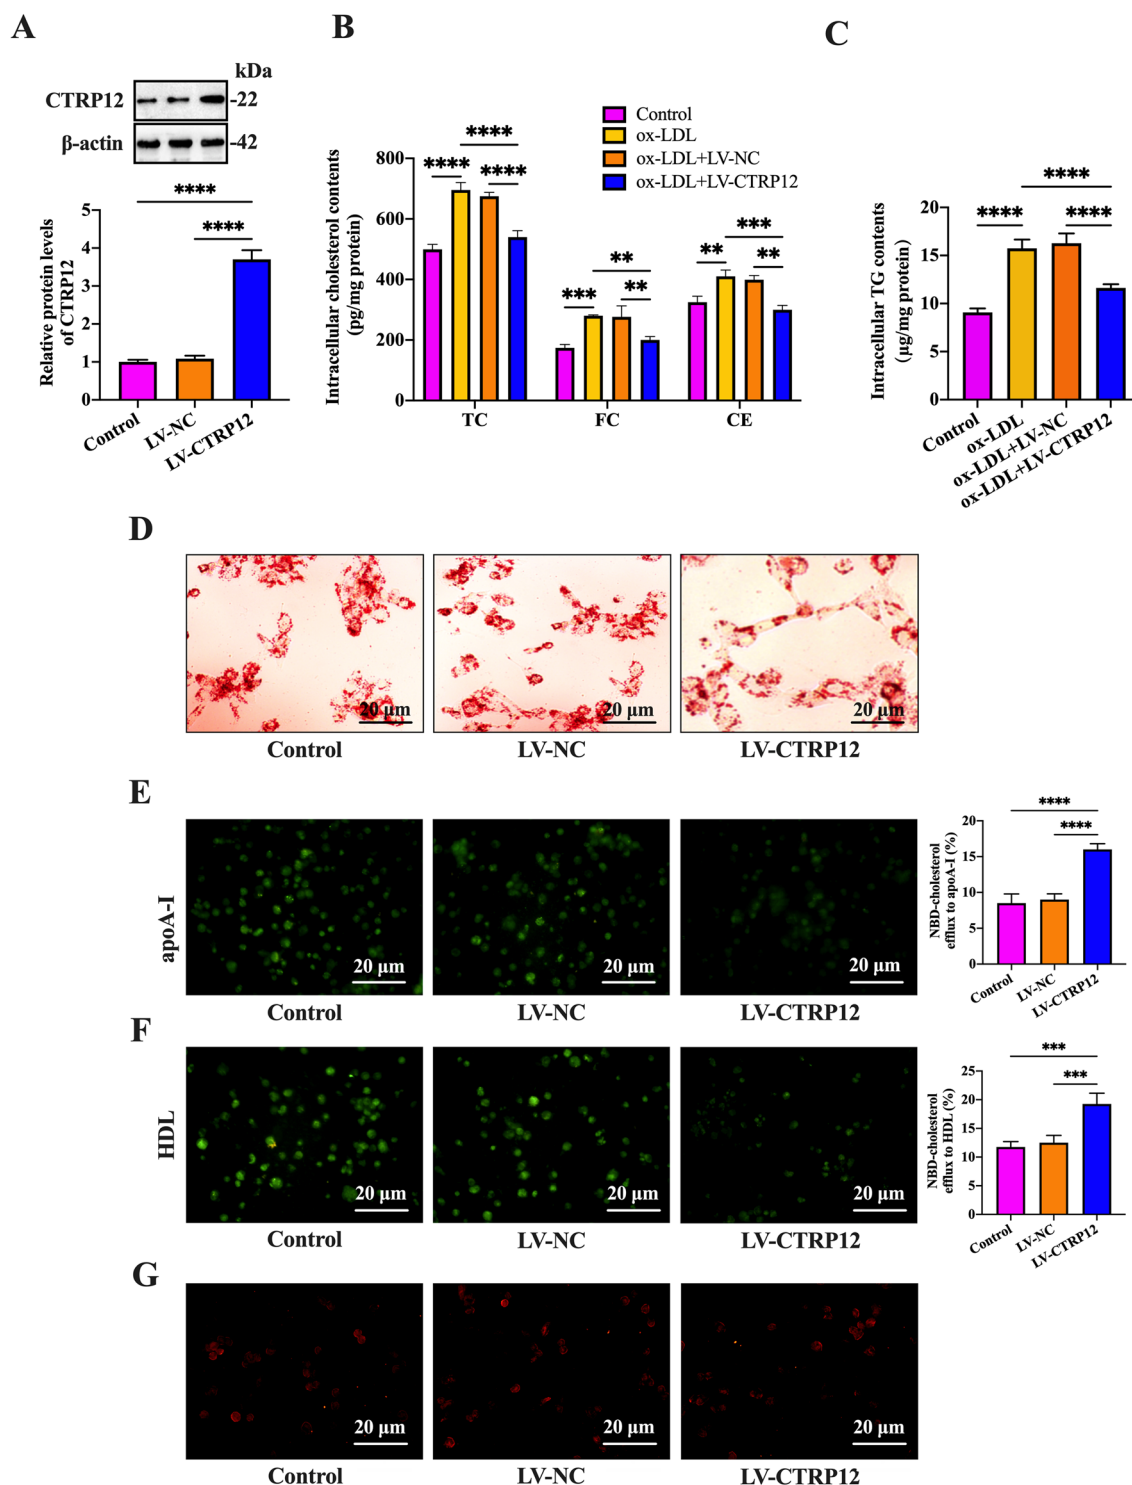 A
kDa
CTRP12
-22
β-actin
-42
****
****
Relative protein levels
of CTRP12
5
4
3
2
1
0
Control
LV-NC
LV-CTRP12
B
Control
ox-LDL
ox-LDL+LV-NC
ox-LDL+LV-CTRP12
Intracellular cholesterol contents
(pg/mg protein)
800
600
400
200
0
****
****
****
**
***
**
***
**
**
TC
FC
CE
C
Intracellular TG contents
(μg/mg protein)
20
15
10
5
0
****
****
****
Control
ox-LDL
ox-LDL+LV-NC
ox-LDL+LV-CTRP12
D
20 μm
20 μm
20 μm
Control
LV-NC
LV-CTRP12
E
apoA-I
20 μm
20 μm
20 μm
Control
LV-NC
LV-CTRP12
NBD-cholesterol
efflux to apoA-I (%)
20
15
10
5
0
****
****
Control
LV-NC
LV-CTRP12
F
HDL
20 μm
20 μm
20 μm
Control
LV-NC
LV-CTRP12
NBD-cholesterol
efflux to HDL (%)
25
20
15
10
5
0
***
***
Control
LV-NC
LV-CTRP12
G
20 μm
20 μm
20 μm
Control
LV-NC
LV-CTRP12